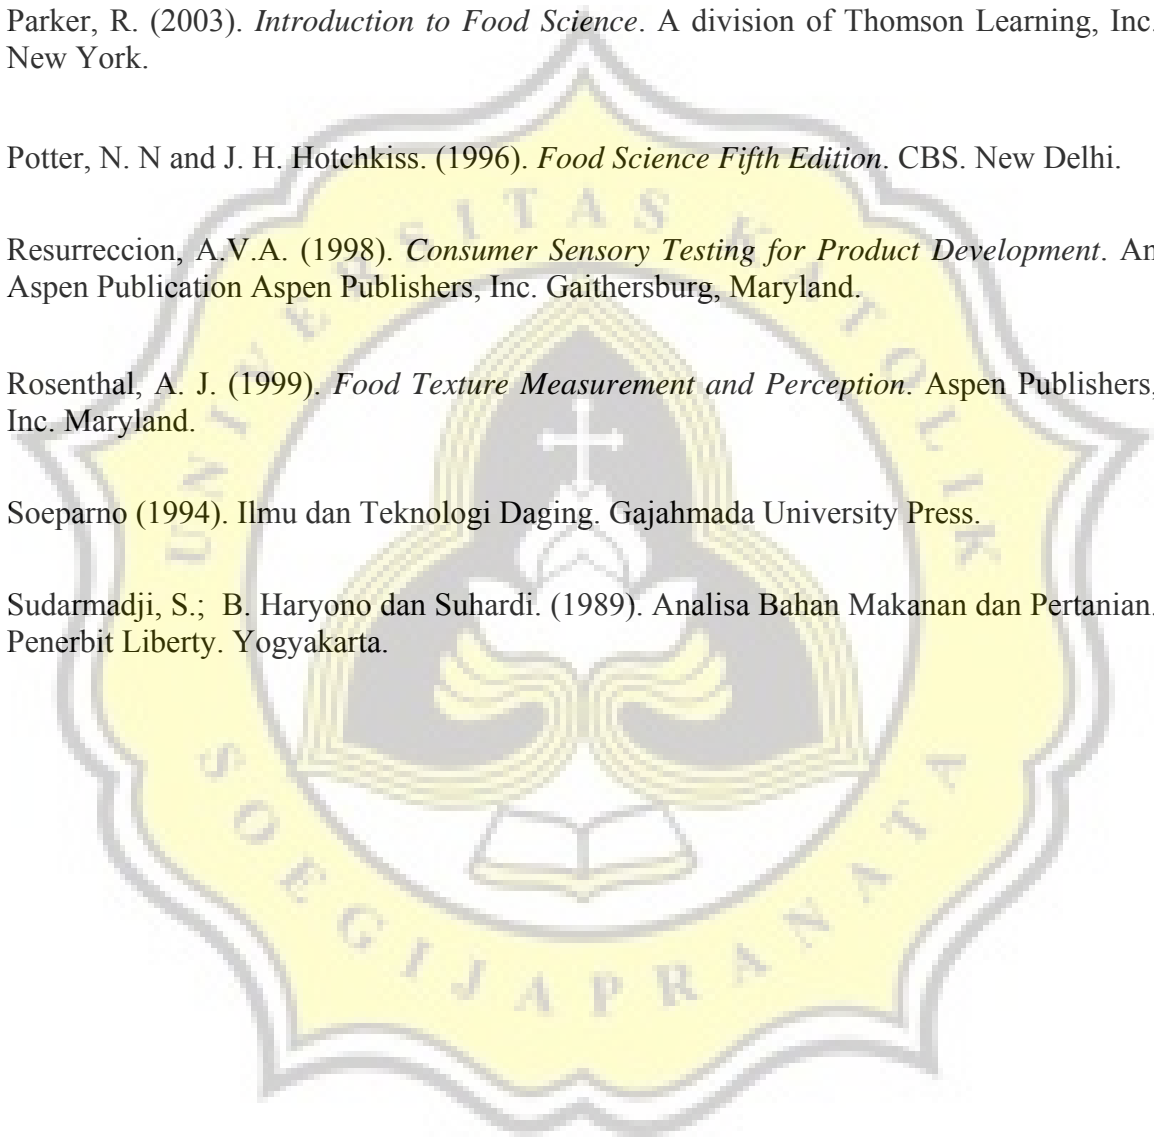 Parker, R. (2003). Introduction to Food Science. A division of Thomson Learning, Inc.
New York.
Potter, N. N and J. H. Hotchkiss. (1996). Food Science Fifth Edition. CBS. New Delhi.
Resurreccion, A.V.A. (1998). Consumer Sensory Testing for Product Development. An
Aspen Publication Aspen Publishers, Inc. Gaithersburg, Maryland.
Rosenthal, A. J. (1999). Food Texture Measurement and Perception. Aspen Publishers,
Inc. Maryland.
Soeparno (1994). Ilmu dan Teknologi Daging. Gajahmada University Press.
Sudarmadji, S.;  B. Haryono dan Suhardi. (1989). Analisa Bahan Makanan dan Pertanian.
Penerbit Liberty. Yogyakarta.
UNIVERSITAS KATOLIK
SOEGIJAPRANATA